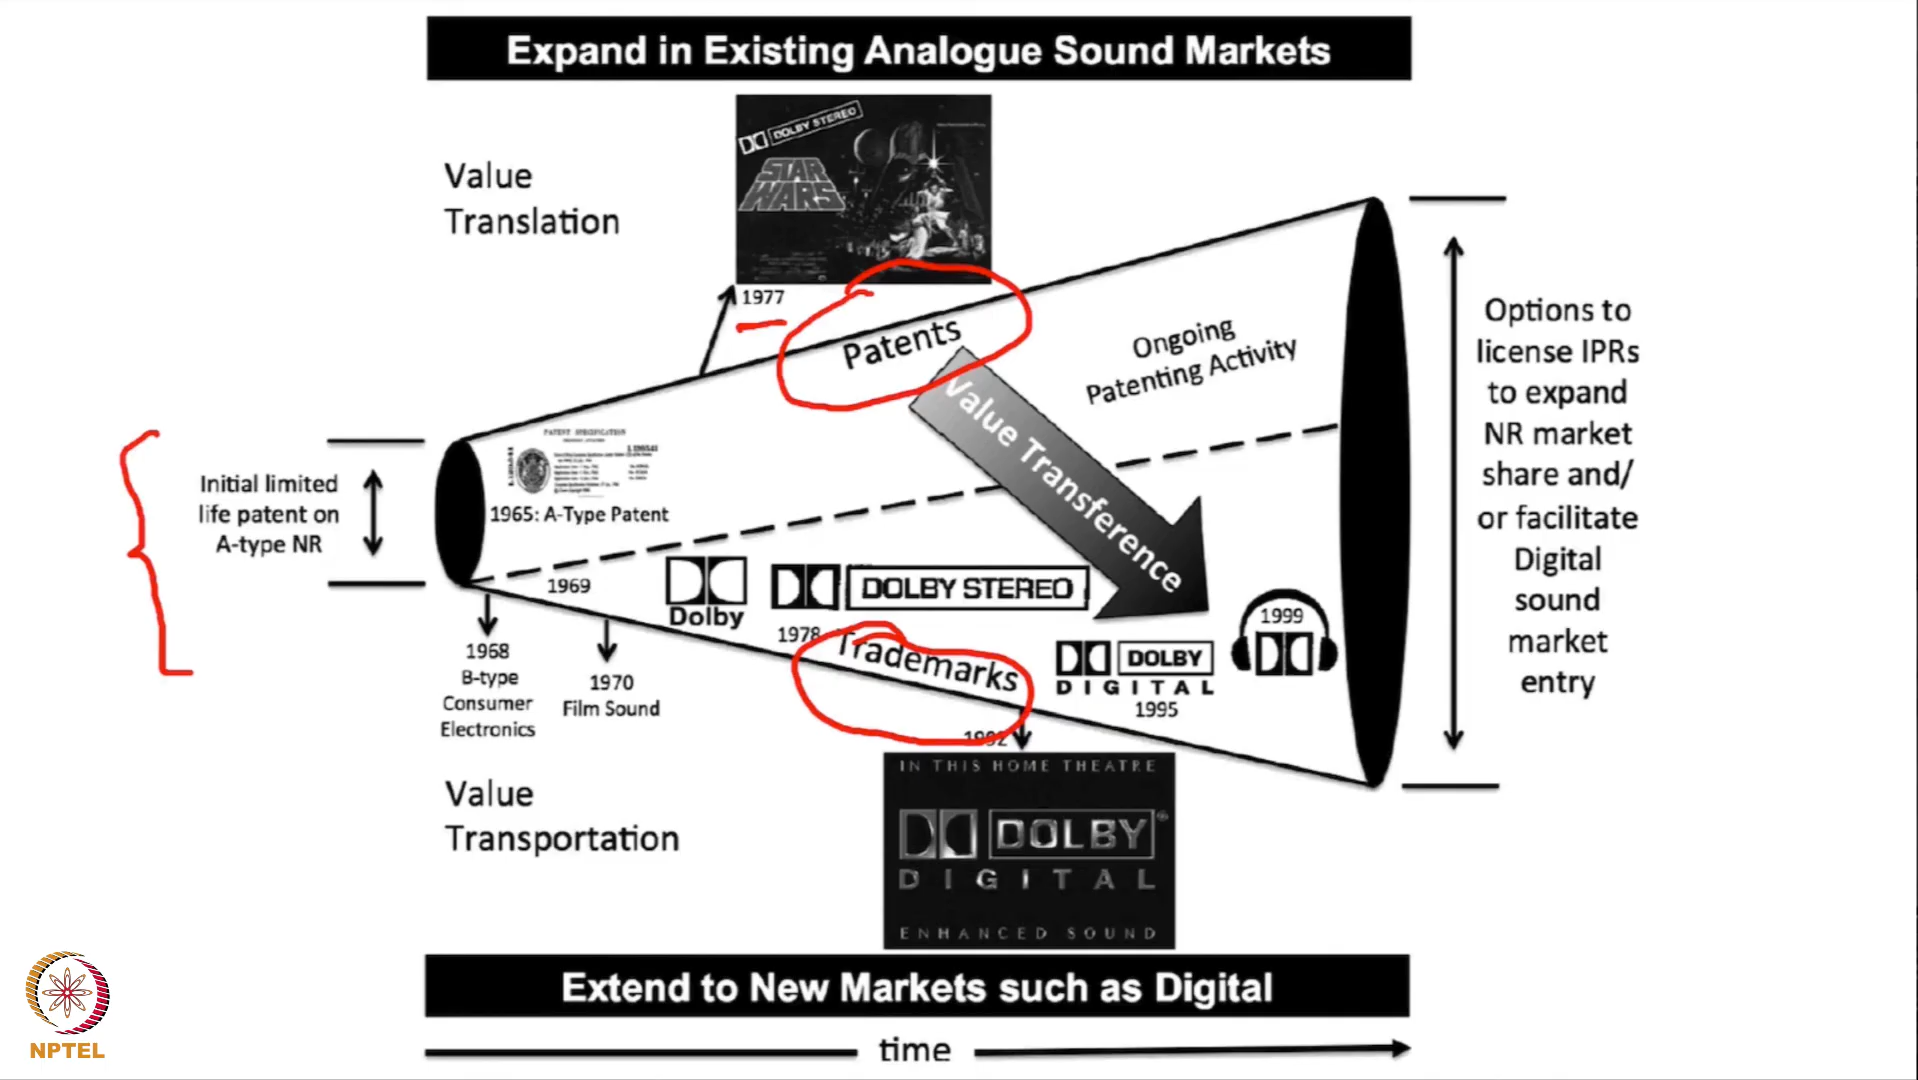 Expand in Existing Analogue Sound Markets
DOLBY STEREO
STAR
WARS
Value
Translation
1977
Patents
Ongoing
Patenting Activity
Value Transference
Options to
license IPRs
to expand
NR market
share and/
or facilitate
Digital
sound
market
entry
Initial limited
life patent on
A-type NR
PATENT SPECIFICATION
1965: A-Type Patent
1969
Dolby
DOLBY STEREO
1978
Trademarks
1999
DOLBY
DIGITAL
1995
1968
B-type
Consumer
Electronics
1970
Film Sound
1992
IN THIS HOME THEATRE
DOLBY®
DIGITAL
ENHANCED SOUND
Value
Transportation
Extend to New Markets such as Digital
time
NPTEL